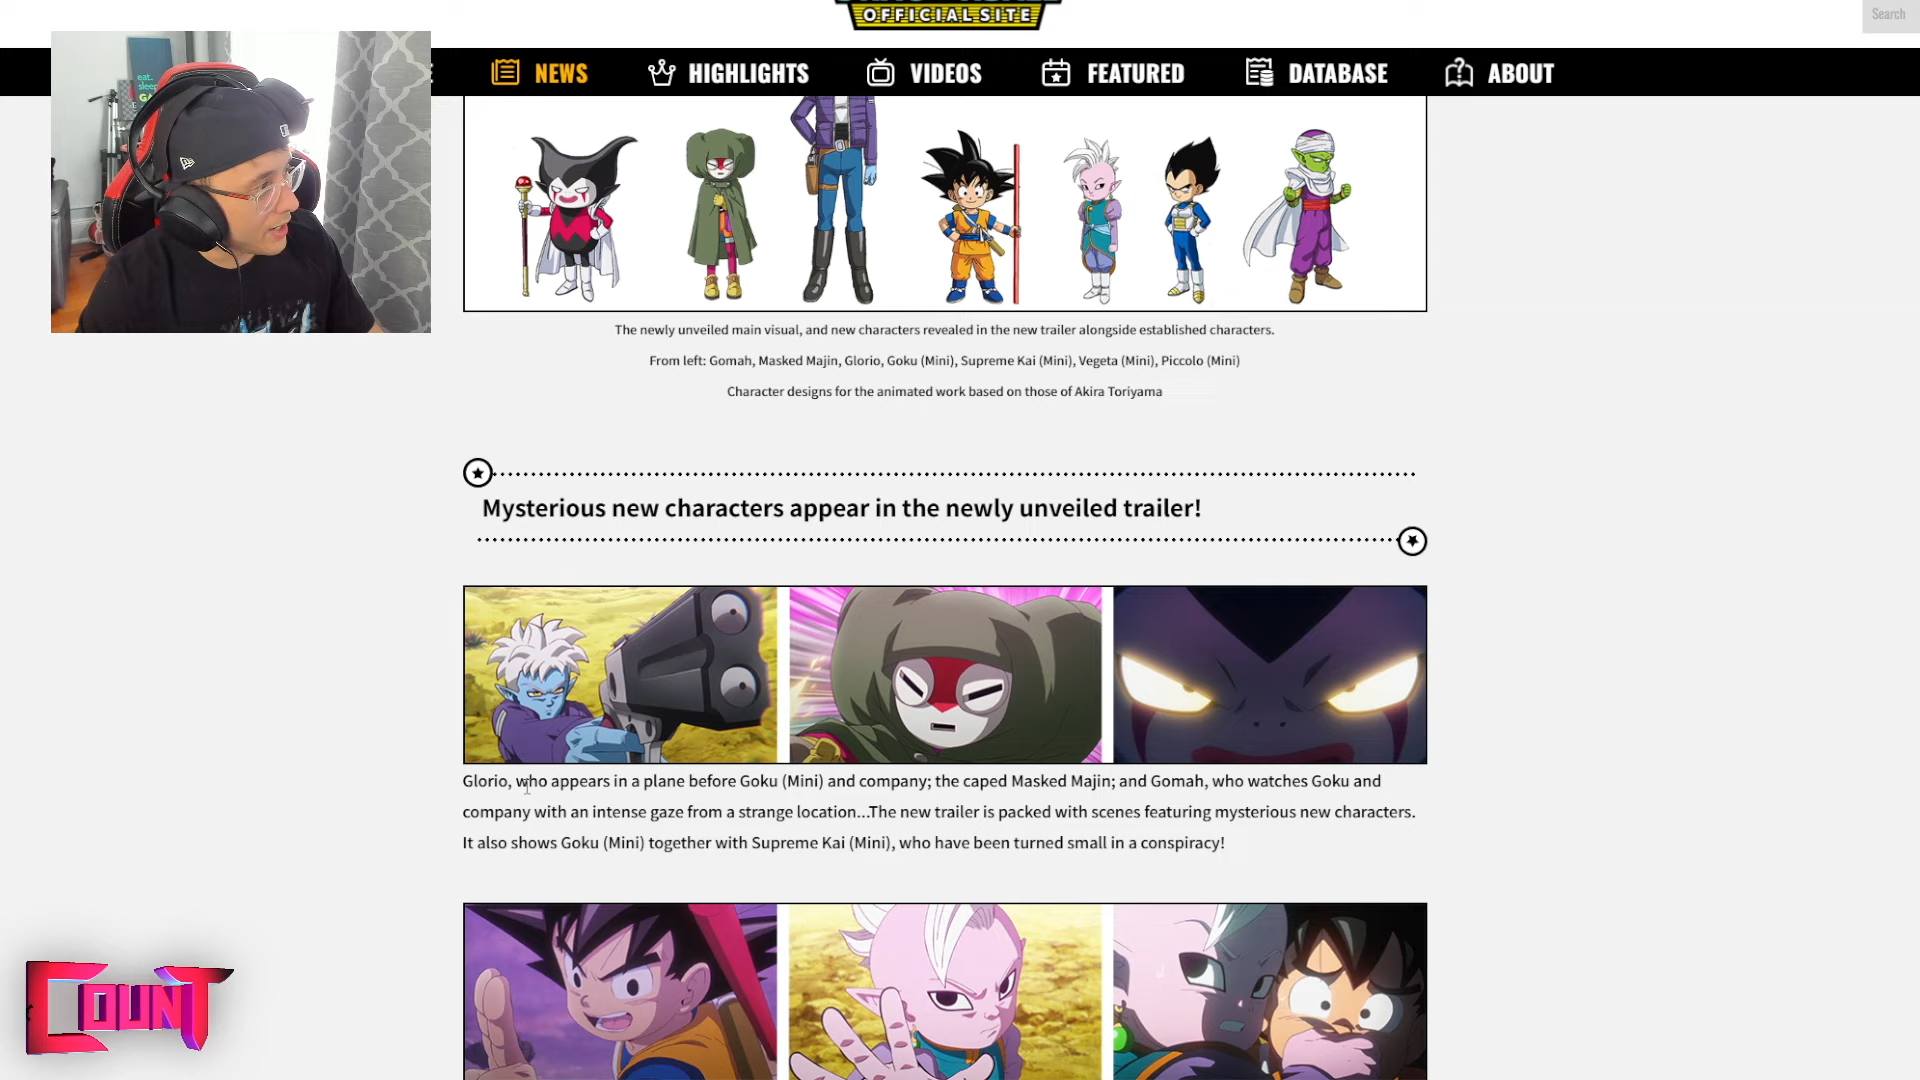 OFFICIAL SITE
Search
NEWS
HIGHLIGHTS
VIDEOS
FEATURED
DATABASE
ABOUT
eat.
sleep
GA
The newly unveiled main visual, and new characters revealed in the new trailer alongside established characters.
From left: Gomah, Masked Majin, Glorio, Goku (Mini), Supreme Kai (Mini), Vegeta (Mini), Piccolo (Mini)
Character designs for the animated work based on those of Akira Toriyama
Mysterious new characters appear in the newly unveiled trailer!
Glorio, who appears in a plane before Goku (Mini) and company; the caped Masked Majin; and Gomah, who watches Goku and
company with an intense gaze from a strange location...The new trailer is packed with scenes featuring mysterious new characters.
It also shows Goku (Mini) together with Supreme Kai (Mini), who have been turned small in a conspiracy!
COUNT